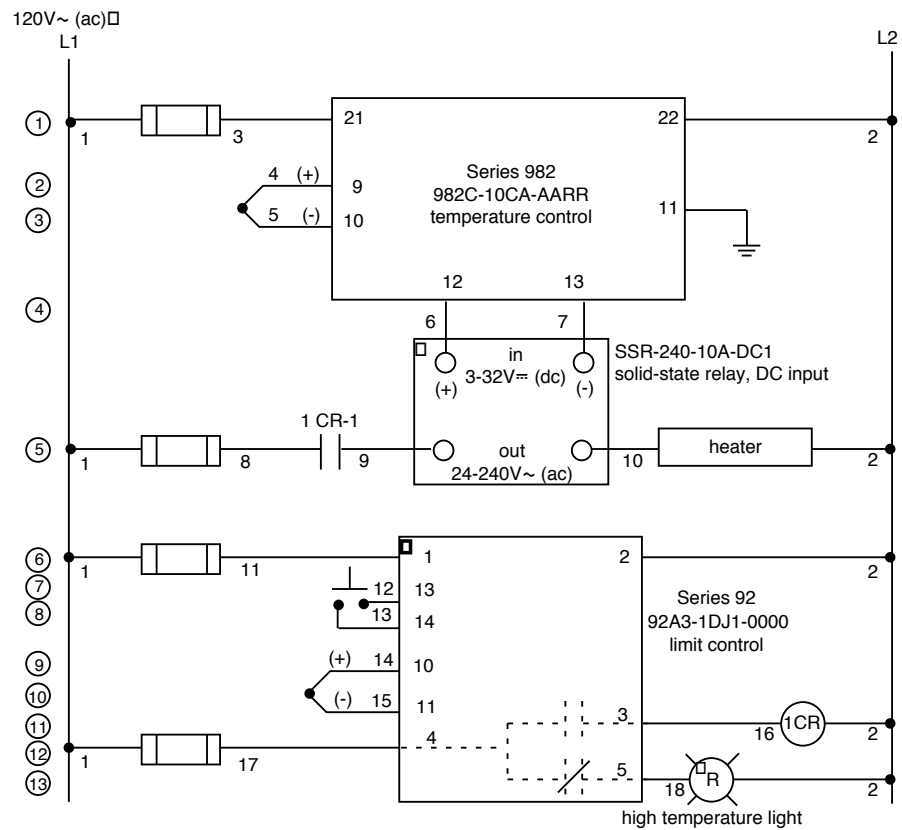 120V~ (ac)□
L1
L2
1
1
3
21
22
2
2
4 (+)
9
Series 982
982C-10CA-AARR
temperature control
3
5 (-)
10
11
12
13
4
6
7
in
3-32V⎓ (dc)
(+)
(-)
SSR-240-10A-DC1
solid-state relay, DC input
1 CR-1
5
1
8
9
out
24-240V~ (ac)
10
heater
2
6
1
11
1
2
2
7
12
13
8
13
14
Series 92
92A3-1DJ1-0000
limit control
9
(+)
14
10
10
(-)
15
11
11
3
16
1CR
2
12
1
17
4
13
5
18
R
2
high temperature light